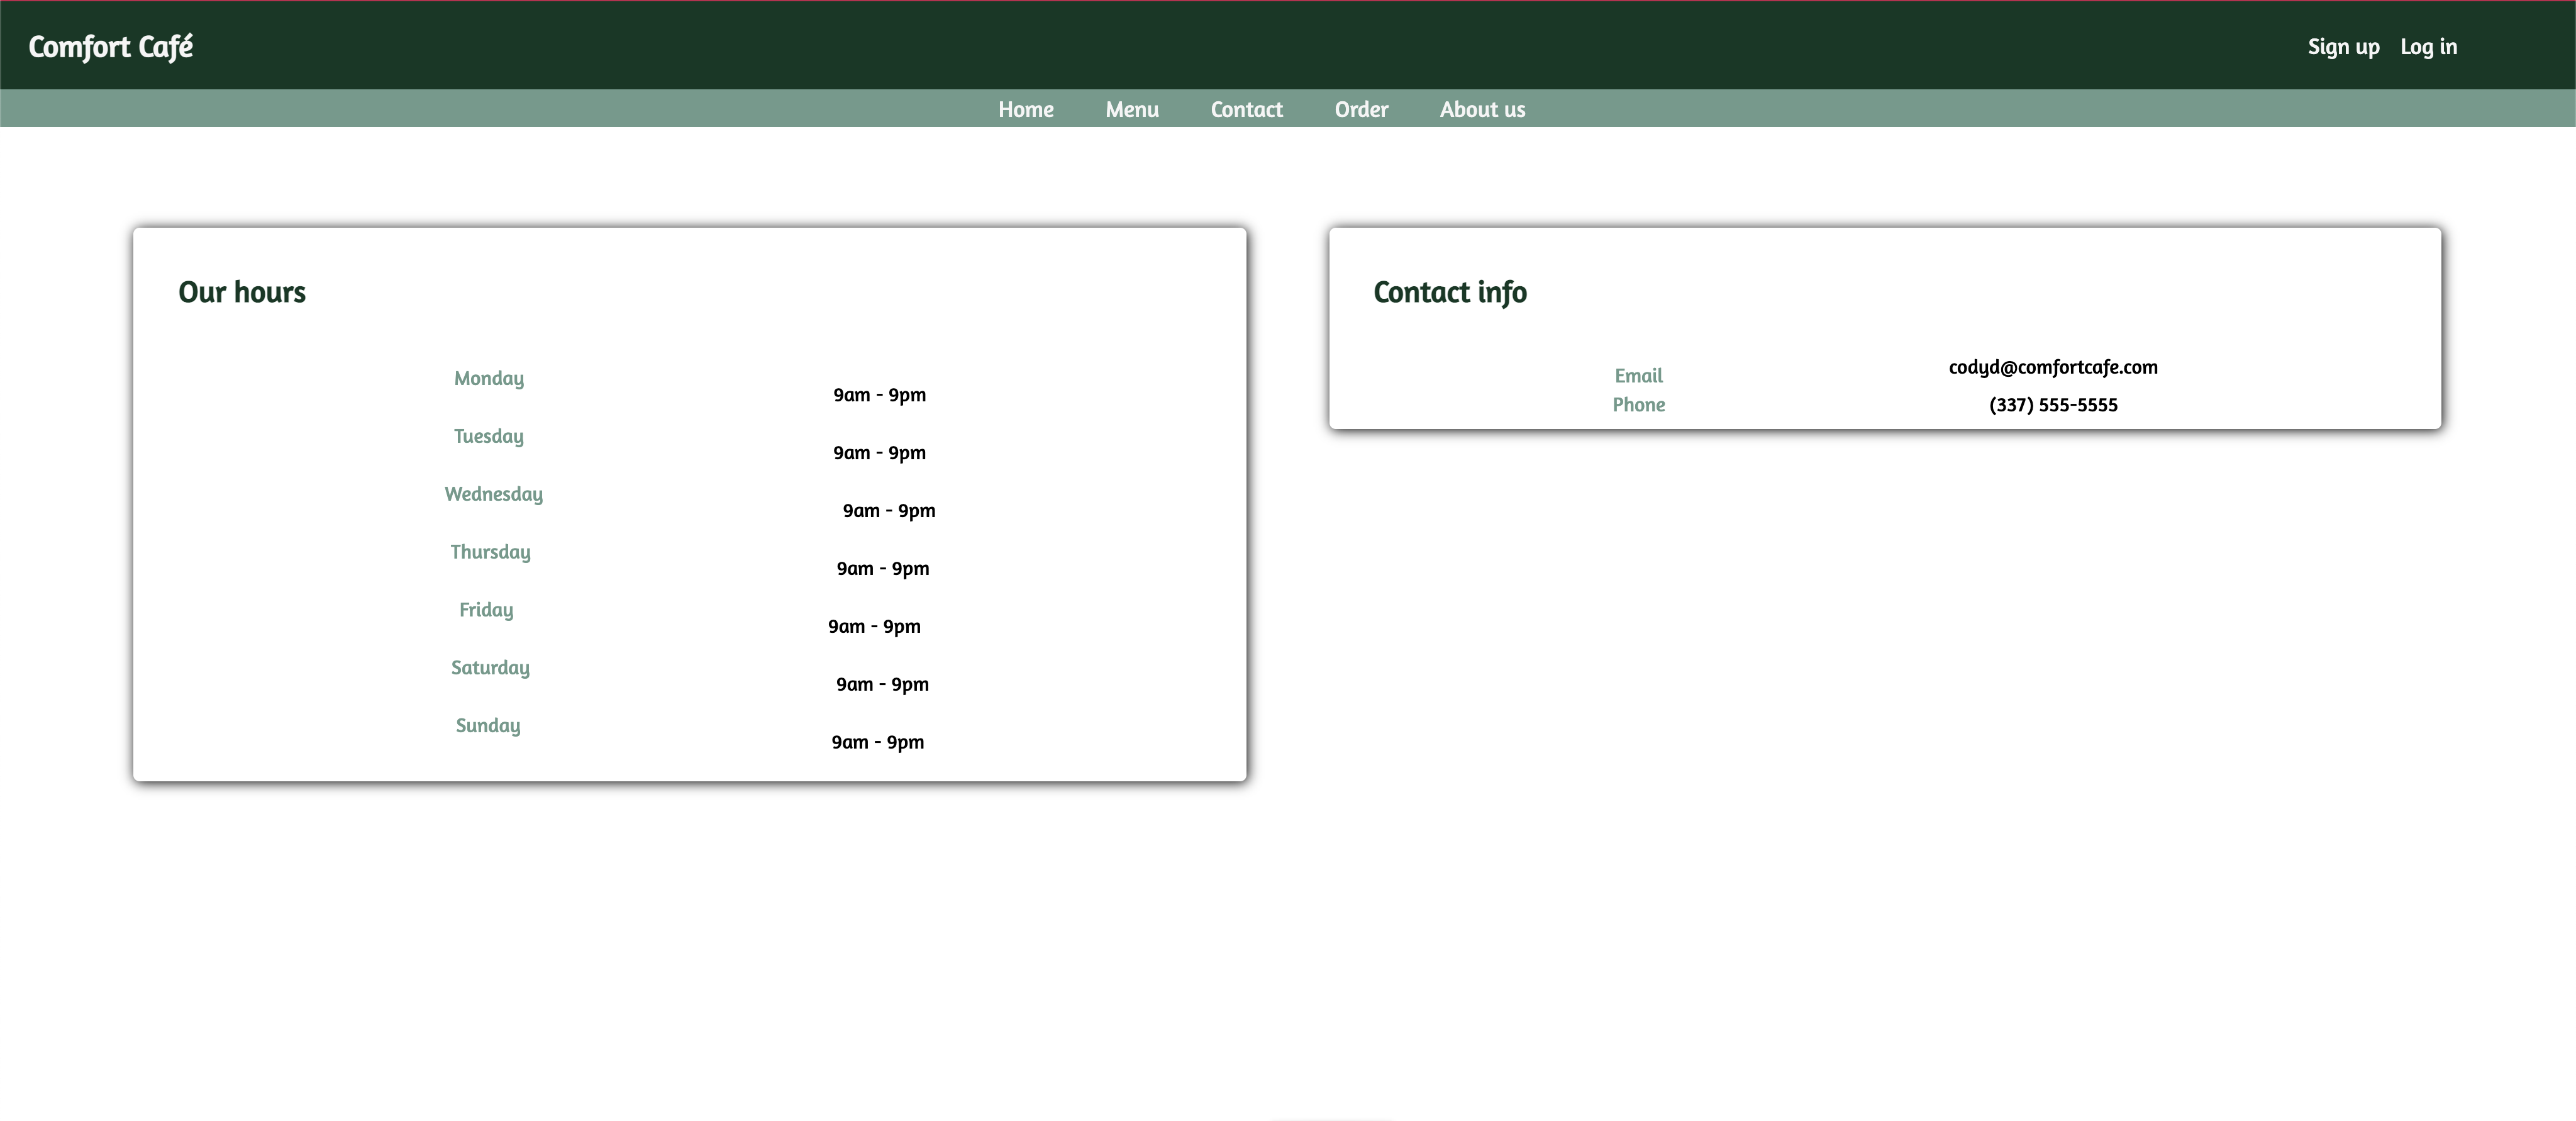 Comfort Café
Sign up Log in
Home Menu Contact Order About us
Our hours
Monday 9am - 9pm
Tuesday 9am - 9pm
Wednesday 9am - 9pm
Thursday 9am - 9pm
Friday 9am - 9pm
Saturday 9am - 9pm
Sunday 9am - 9pm
Contact info
Email codyd@comfortcafe.com
Phone (337) 555-5555